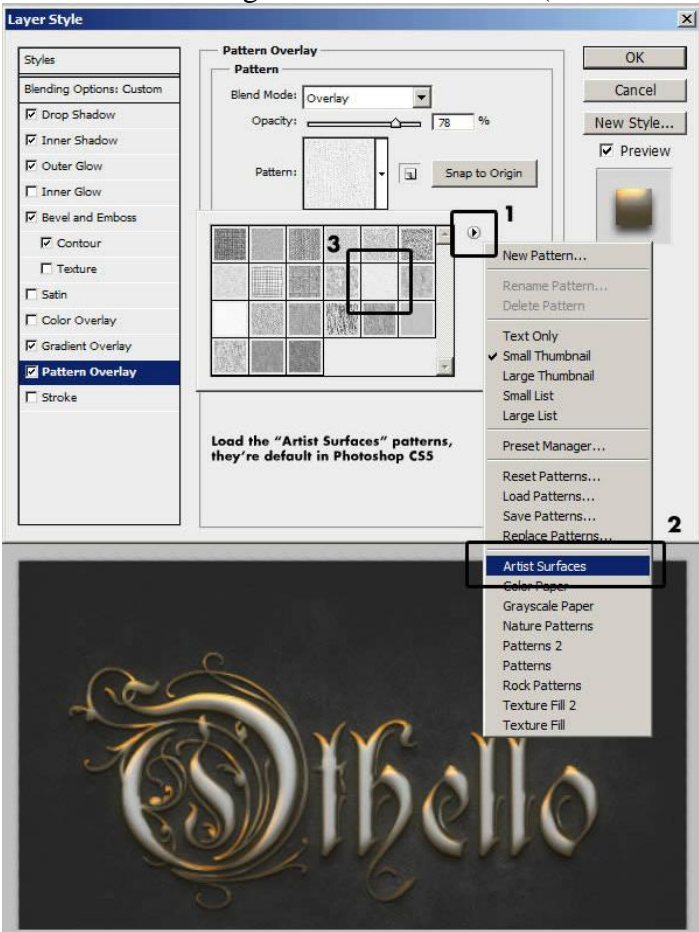 Layer Style
Styles
Blending Options: Custom
Drop Shadow
Inner Shadow
Outer Glow
Inner Glow
Bevel and Emboss
Contour
Texture
Satin
Color Overlay
Gradient Overlay
Pattern Overlay
Stroke
Pattern Overlay
Pattern
Blend Mode: Overlay
Opacity: 78 %
Pattern: Snap to Origin
OK
Cancel
New Style...
Preview
1
3
New Pattern...
Rename Pattern...
Delete Pattern
Text Only
Small Thumbnail
Large Thumbnail
Small List
Large List
Preset Manager...
Reset Patterns...
Load Patterns...
Save Patterns...
Replace Patterns...
2
Artist Surfaces
Color Paper
Grayscale Paper
Nature Patterns
Patterns 2
Patterns
Rock Patterns
Texture Fill 2
Texture Fill
Load the “Artist Surfaces” patterns,
they’re default in Photoshop CS5
Othello